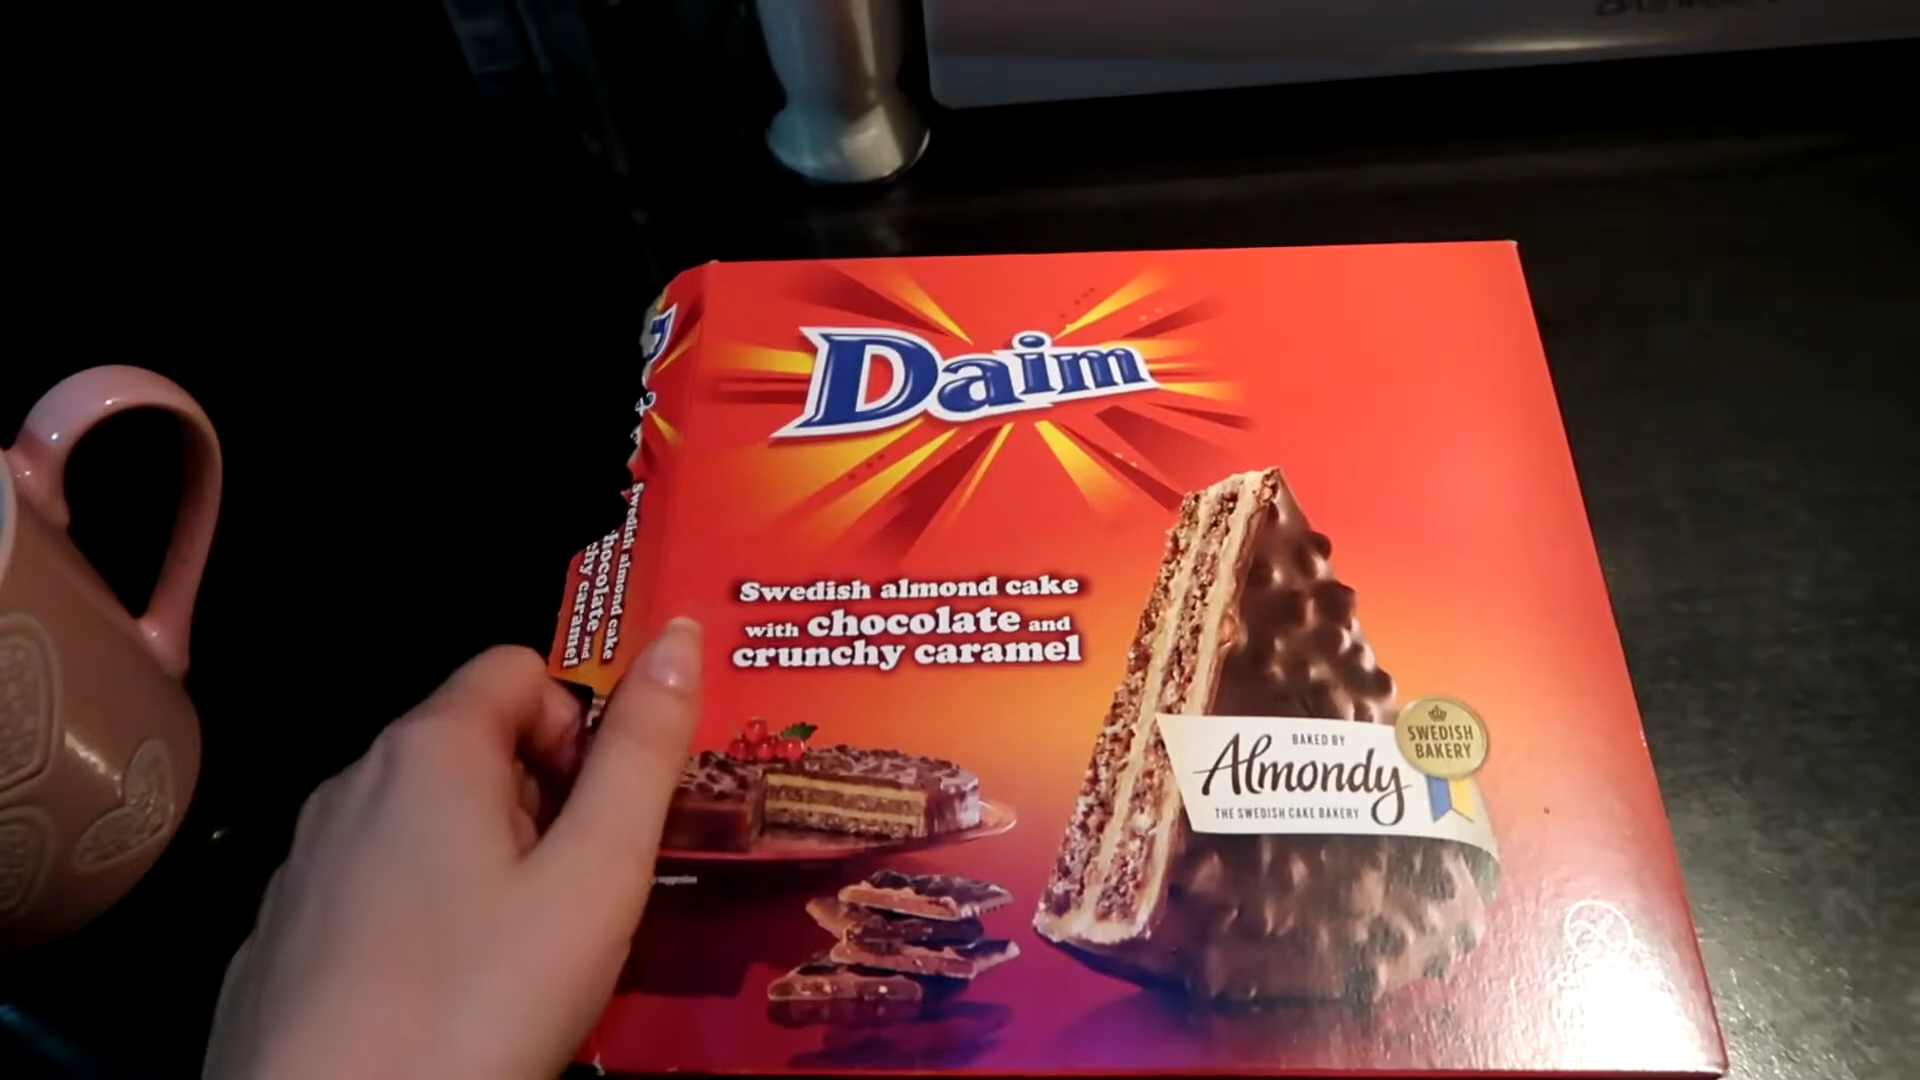 Daim
Swedish almond cake
with chocolate and
crunchy caramel
BAKED BY
Almondy
THE SWEDISH CAKE BAKERY
SWEDISH
BAKERY
Swedish almond cake
chocolate and
caramel